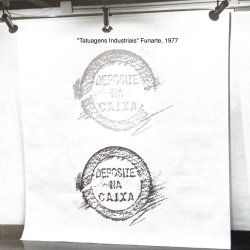 "Tatuagens Industriais" Funarte, 1977
DEPOSITE
NA
CAIXA
DEPOSITE
NA
CAIXA